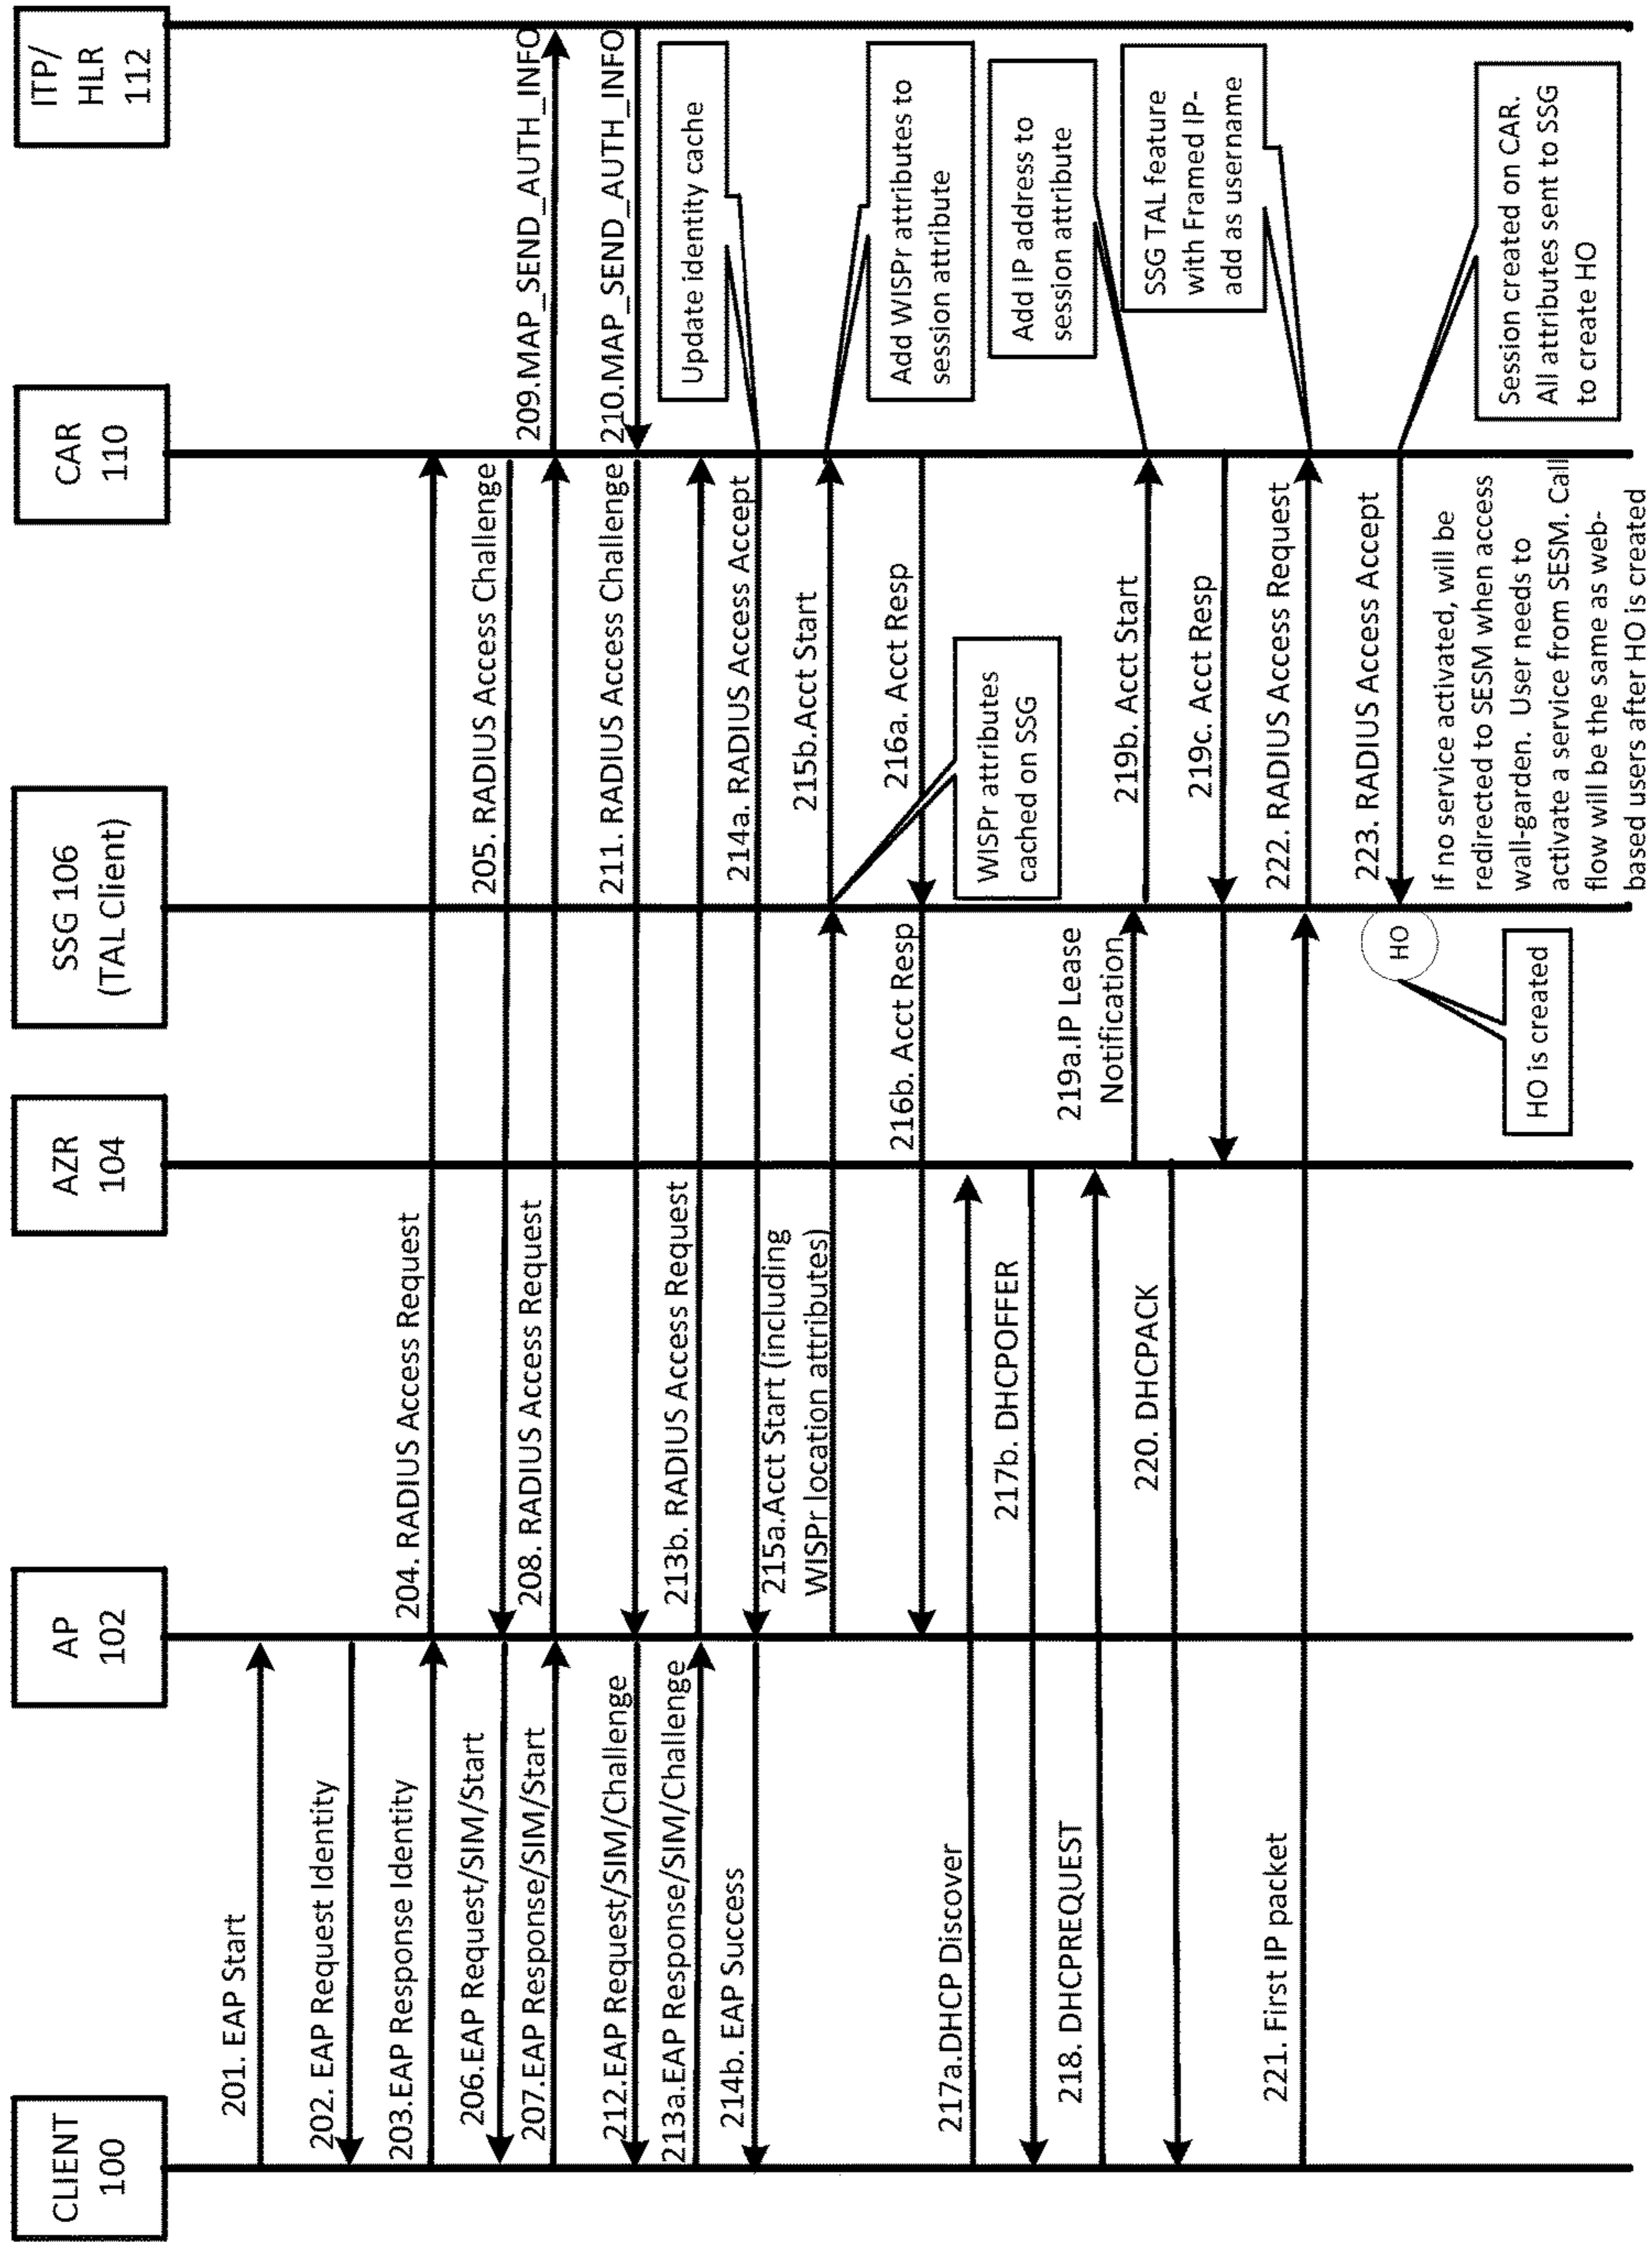 CLIENT
100
AP
102
AZR
104
SSG 106
(TAL Client)
CAR
110
ITP/
HLR
112
201. EAP Start
202. EAP Request Identity
203.EAP Response Identity
204. RADIUS Access Request
205. RADIUS Access Challenge
206.EAP Request/SIM/Start
207.EAP Response/SIM/Start
208. RADIUS Access Request
209.MAP_SEND_AUTH_INFO
210.MAP_SEND_AUTH_INFO
211. RADIUS Access Challenge
212.EAP Request/SIM/Challenge
213a.EAP Response/SIM/Challenge
213b. RADIUS Access Request
214a. RADIUS Access Accept
Update identity cache
214b. EAP Success
215a.Acct Start (including
WISPr location attributes)
215b.Acct Start
Add WISPr attributes to
session attribute
WISPr attributes
cached on SSG
216a. Acct Resp
216b. Acct Resp
217a.DHCP Discover
217b. DHCPOFFER
218. DHCPREQUEST
219a.IP Lease
Notification
219b. Acct Start
Add IP address to
session attribute
219c. Acct Resp
220. DHCPACK
221. First IP packet
222. RADIUS Access Request
SSG TAL feature
with Framed IP-
add as username
223. RADIUS Access Accept
Session created on CAR.
All attributes sent to SSG
to create HO
HO
HO is created
If no service activated, will be
redirected to SESM when access
wall-garden. User needs to
activate a service from SESM. Call
flow will be the same as web-
based users after HO is created